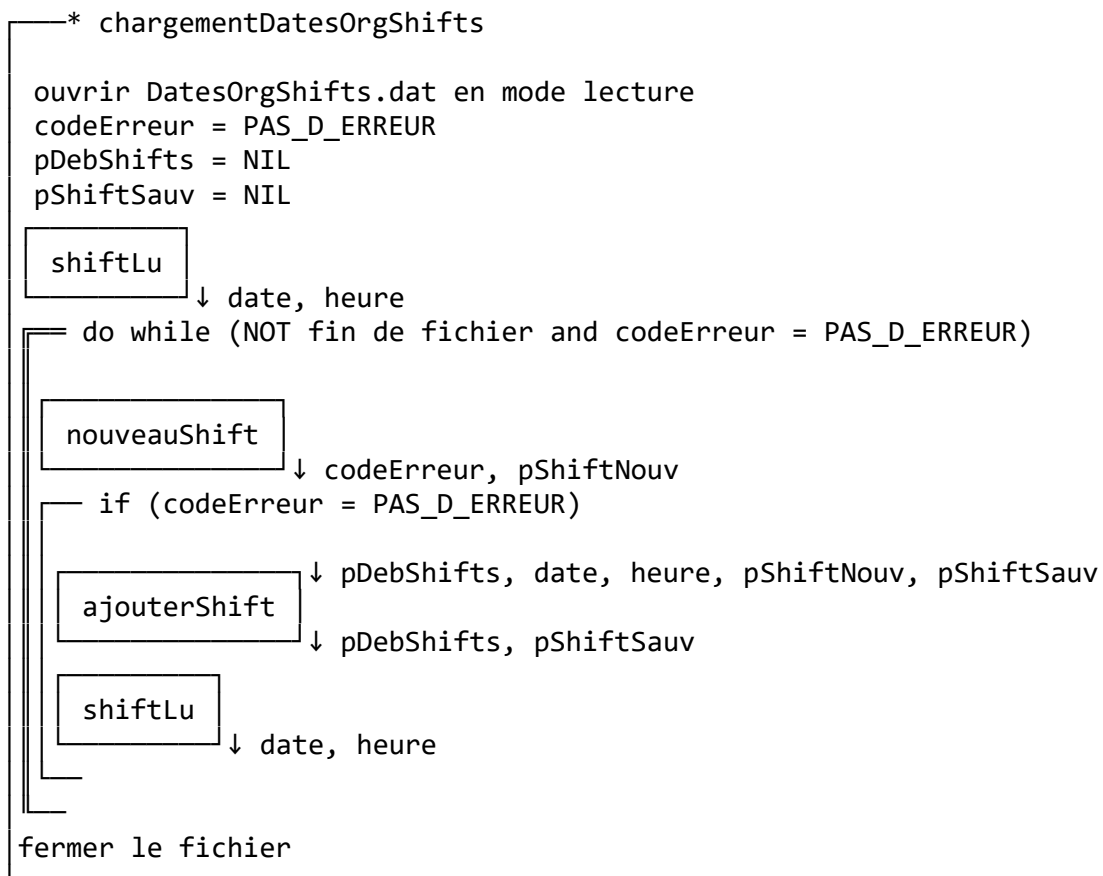 * chargementDatesOrgShifts
ouvrir DatesOrgShifts.dat en mode lecture
codeErreur = PAS_D_ERREUR
pDebShifts = NIL
pShiftSauv = NIL
shiftLu
↓ date, heure
do while (NOT fin de fichier and codeErreur = PAS_D_ERREUR)
nouveauShift
↓ codeErreur, pShiftNouv
if (codeErreur = PAS_D_ERREUR)
↓ pDebShifts, date, heure, pShiftNouv, pShiftSauv
ajouterShift
↓ pDebShifts, pShiftSauv
shiftLu
↓ date, heure
fermer le fichier